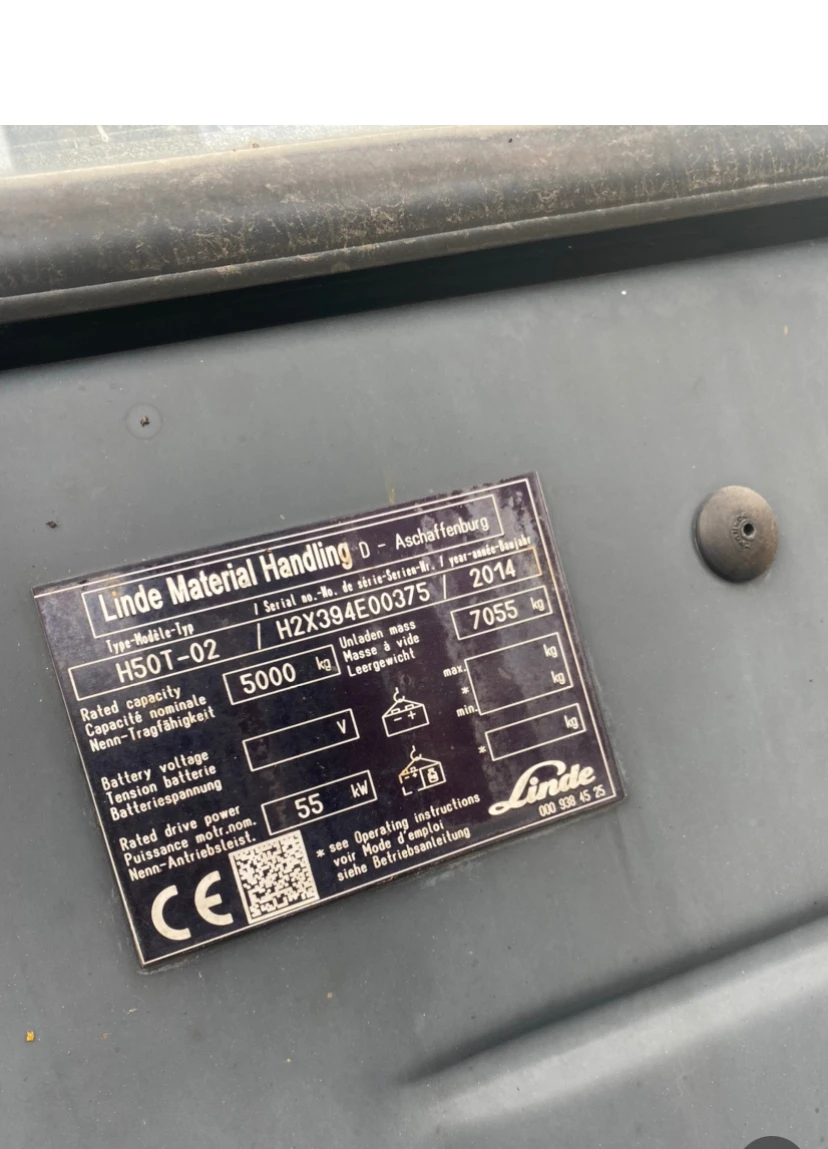 Linde Material Handling D - Aschaffenburg
Type-Modèle-Typ / Serial no.-No. de série-Serien-Nr. / year-année-Baujahr
H50T-02 / H2X394E00375 / 2014
Rated capacity
Capacité nominale
Nenn-Tragfähigkeit
5000 kg
Unladen mass
Masse à vide
Leergewicht
7055 kg
Battery voltage
Tension batterie
Batteriespannung
V
- +
max. kg
*
min. kg
Rated drive power
Puissance motr.nom.
Nenn-Antriebsleist.
55 kW
- +
* kg
CE
* see Operating instructions
voir Mode d'emploi
siehe Betriebsanleitung
Linde
000 938 45 25